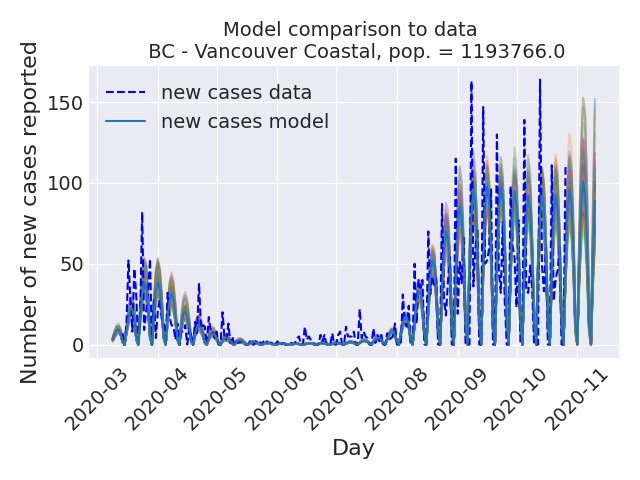 Model comparison to data
BC - Vancouver Coastal, pop. = 1193766.0
Number of new cases reported
150
100
50
0
new cases data
new cases model
2020-03
2020-04
2020-05
2020-06
2020-07
2020-08
2020-09
2020-10
2020-11
Day